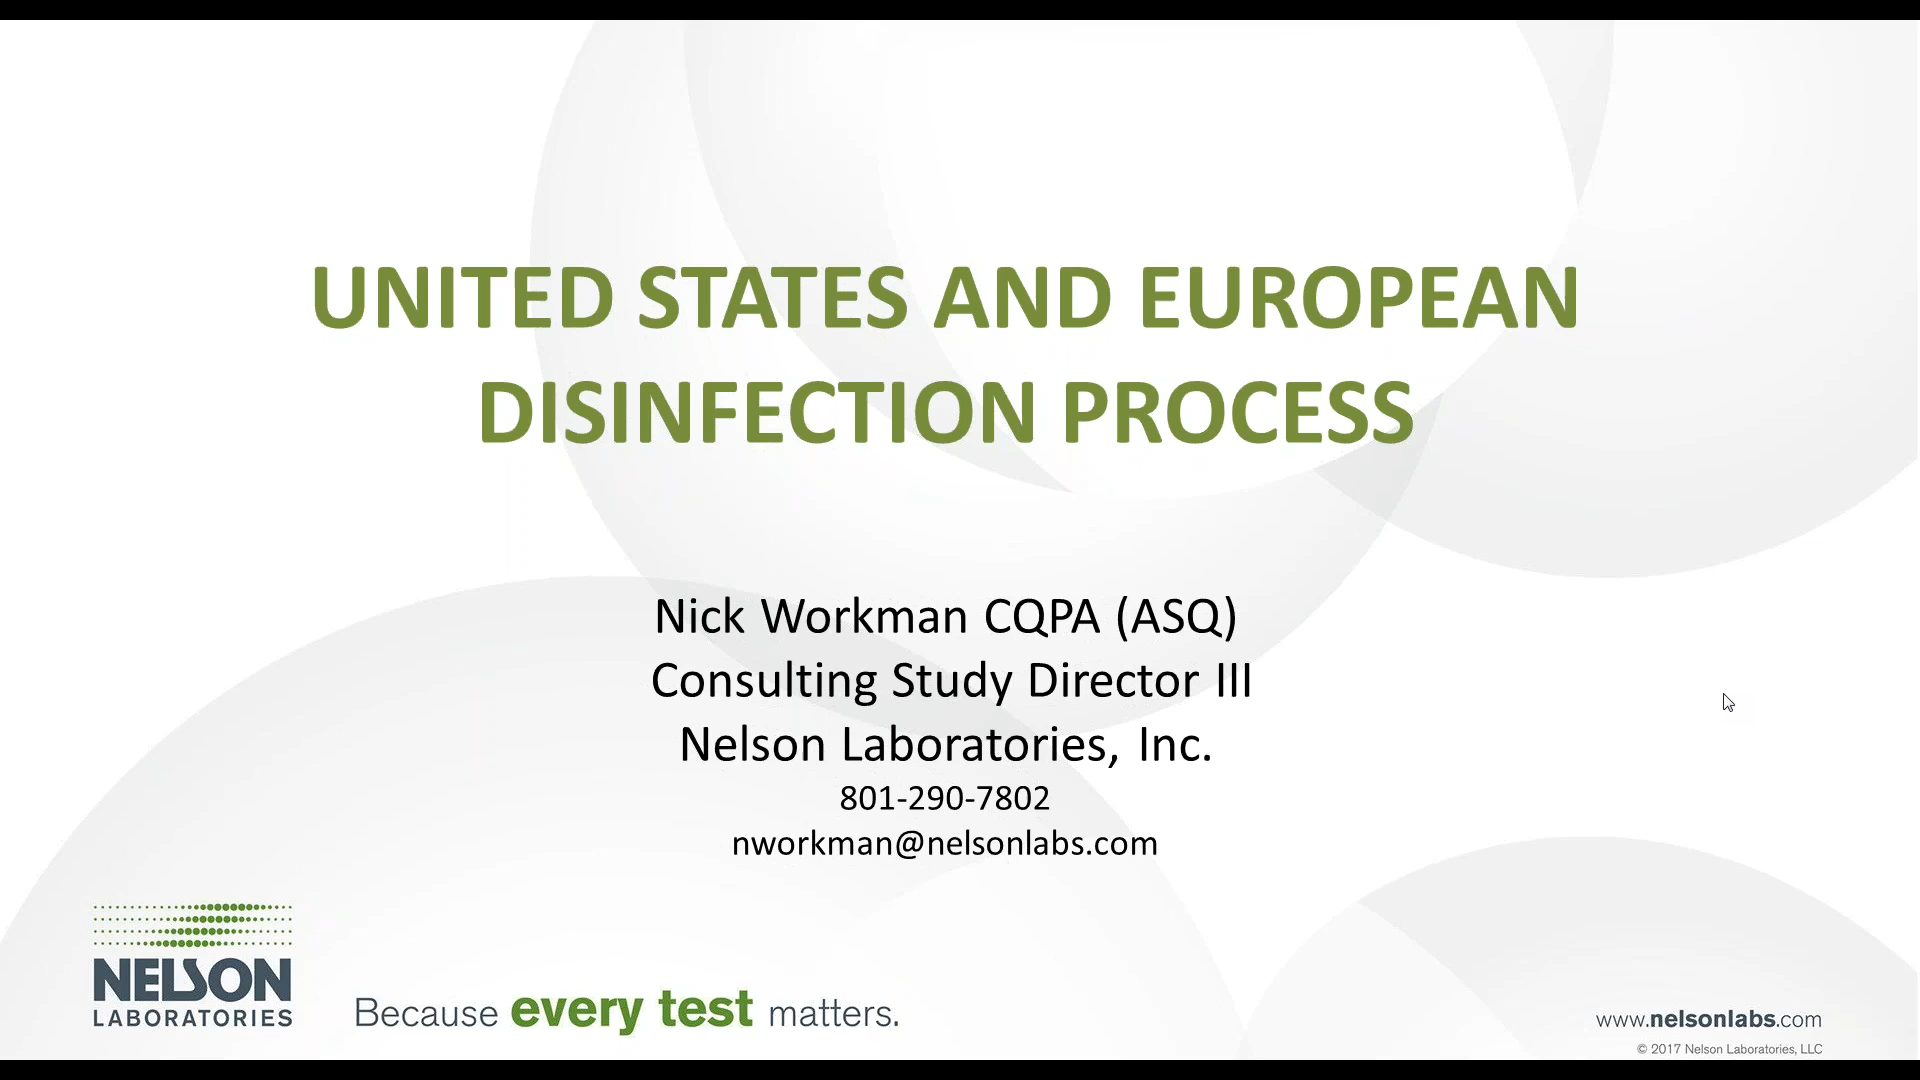 UNITED STATES AND EUROPEAN
DISINFECTION PROCESS
Nick Workman CQPA (ASQ)
Consulting Study Director III
Nelson Laboratories, Inc.
801-290-7802
nworkman@nelsonlabs.com
NELSON
LABORATORIES
Because every test matters.
www.nelsonlabs.com
© 2017 Nelson Laboratories, LLC